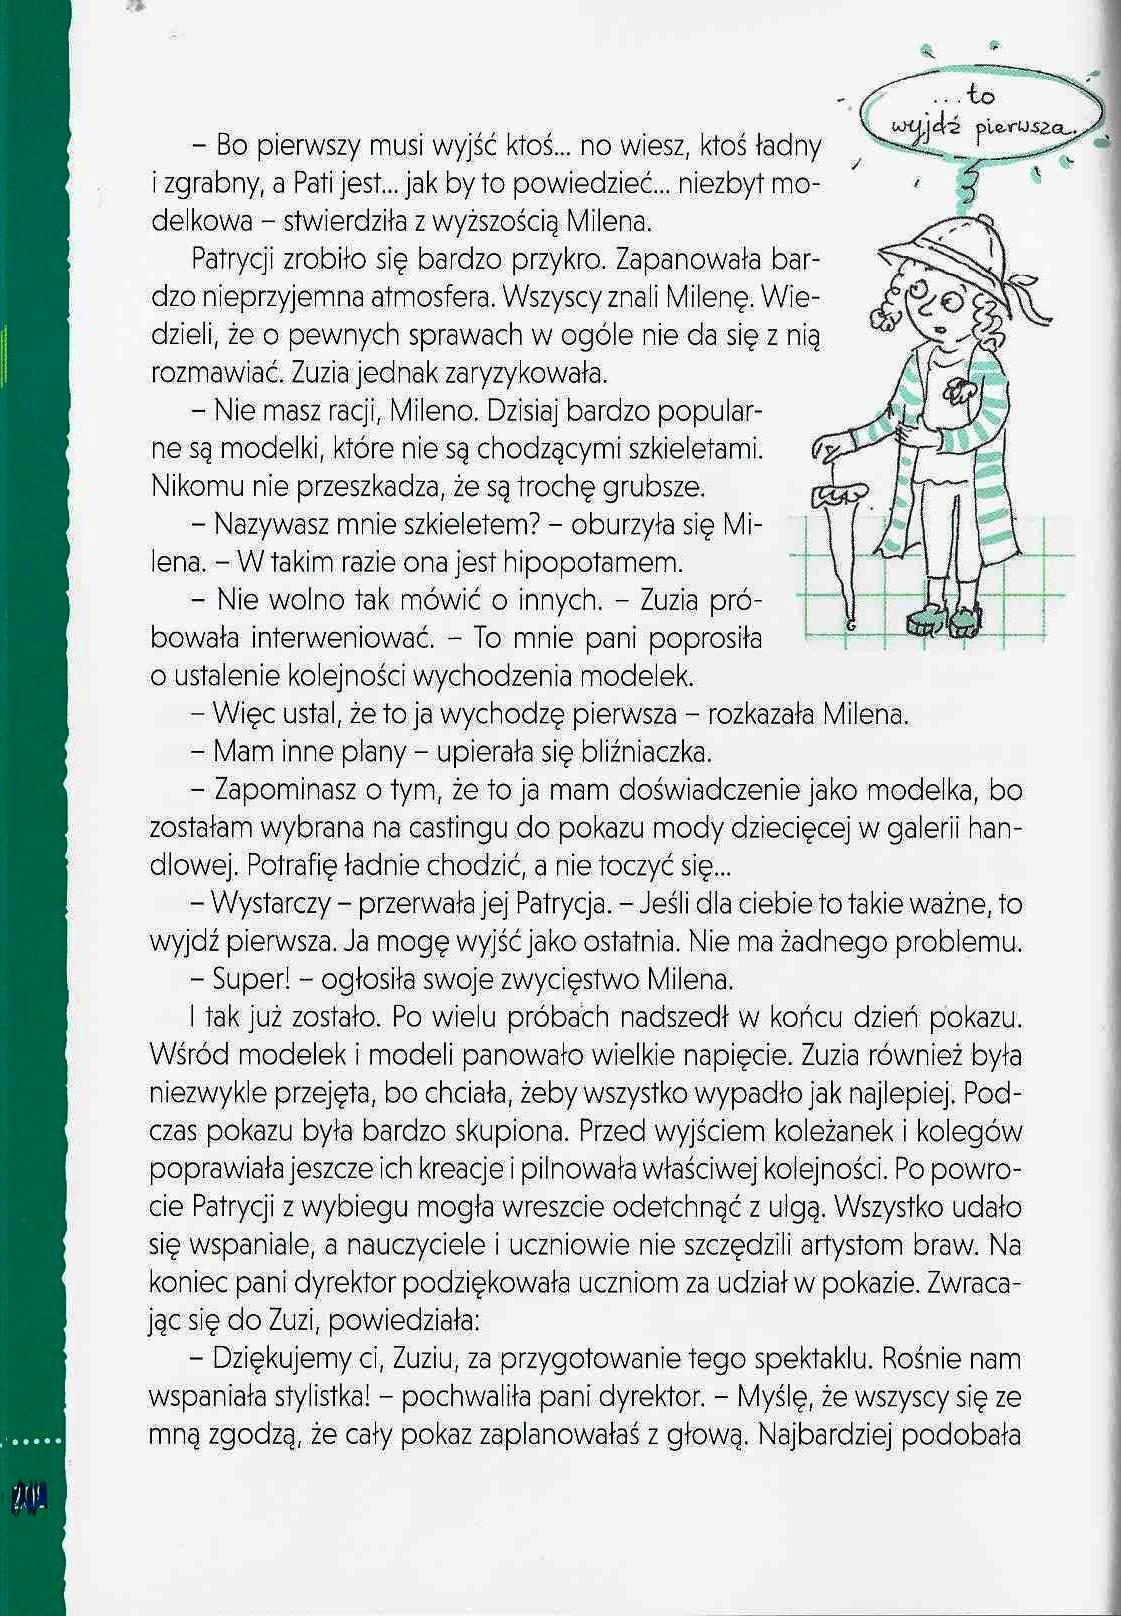 ...to
wyjdź pierwsza.
– Bo pierwszy musi wyjść ktoś... no wiesz, ktoś ładny
i zgrabny, a Pati jest... jak by to powiedzieć... niezbyt mo-
delkowa – stwierdziła z wyższością Milena.
Patrycji zrobiło się bardzo przykro. Zapanowała bar-
dzo nieprzyjemna atmosfera. Wszyscy znali Milenę. Wie-
dzieli, że o pewnych sprawach w ogóle nie da się z nią
rozmawiać. Zuzia jednak zaryzykowała.
– Nie masz racji, Mileno. Dzisiaj bardzo popular-
ne są modelki, które nie są chodzącymi szkieletami.
Nikomu nie przeszkadza, że są trochę grubsze.
– Nazywasz mnie szkieletem? – oburzyła się Mi-
lena. – W takim razie ona jest hipopotamem.
– Nie wolno tak mówić o innych. – Zuzia pró-
bowała interweniować. – To mnie pani poprosiła
o ustalenie kolejności wychodzenia modelek.
– Więc ustal, że to ja wychodzę pierwsza – rozkazała Milena.
– Mam inne plany – upierała się bliźniaczka.
– Zapominasz o tym, że to ja mam doświadczenie jako modelka, bo
zostałam wybrana na castingu do pokazu mody dziecięcej w galerii han-
dlowej. Potrafię ładnie chodzić, a nie toczyć się...
– Wystarczy – przerwała jej Patrycja. – Jeśli dla ciebie to takie ważne, to
wyjdź pierwsza. Ja mogę wyjść jako ostatnia. Nie ma żadnego problemu.
– Super! – ogłosiła swoje zwycięstwo Milena.
I tak już zostało. Po wielu próbach nadszedł w końcu dzień pokazu.
Wśród modelek i modeli panowało wielkie napięcie. Zuzia również była
niezwykle przejęta, bo chciała, żeby wszystko wypadło jak najlepiej. Pod-
czas pokazu była bardzo skupiona. Przed wyjściem koleżanek i kolegów
poprawiała jeszcze ich kreacje i pilnowała właściwej kolejności. Po powro-
cie Patrycji z wybiegu mogła wreszcie odetchnąć z ulgą. Wszystko udało
się wspaniale, a nauczyciele i uczniowie nie szczędzili artystom braw. Na
koniec pani dyrektor podziękowała uczniom za udział w pokazie. Zwraca-
jąc się do Zuzi, powiedziała:
– Dziękujemy ci, Zuziu, za przygotowanie tego spektaklu. Rośnie nam
wspaniała stylistka! – pochwaliła pani dyrektor. – Myślę, że wszyscy się ze
mną zgodzą, że cały pokaz zaplanowałaś z głową. Najbardziej podobała